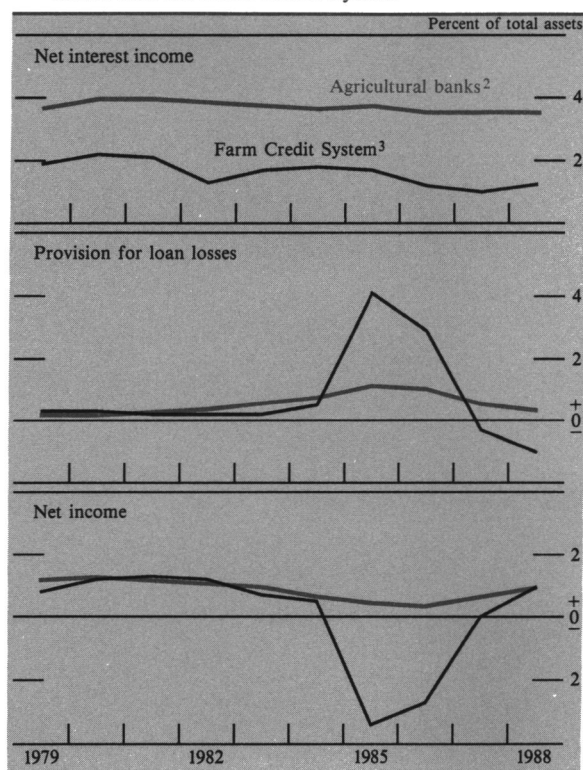 Percent of total assets
Net interest income
Agricultural banks²
4
Farm Credit System³
2
Provision for loan losses
4
2
+
0
−
Net income
2
+
0
−
2
1979 1982 1985 1988